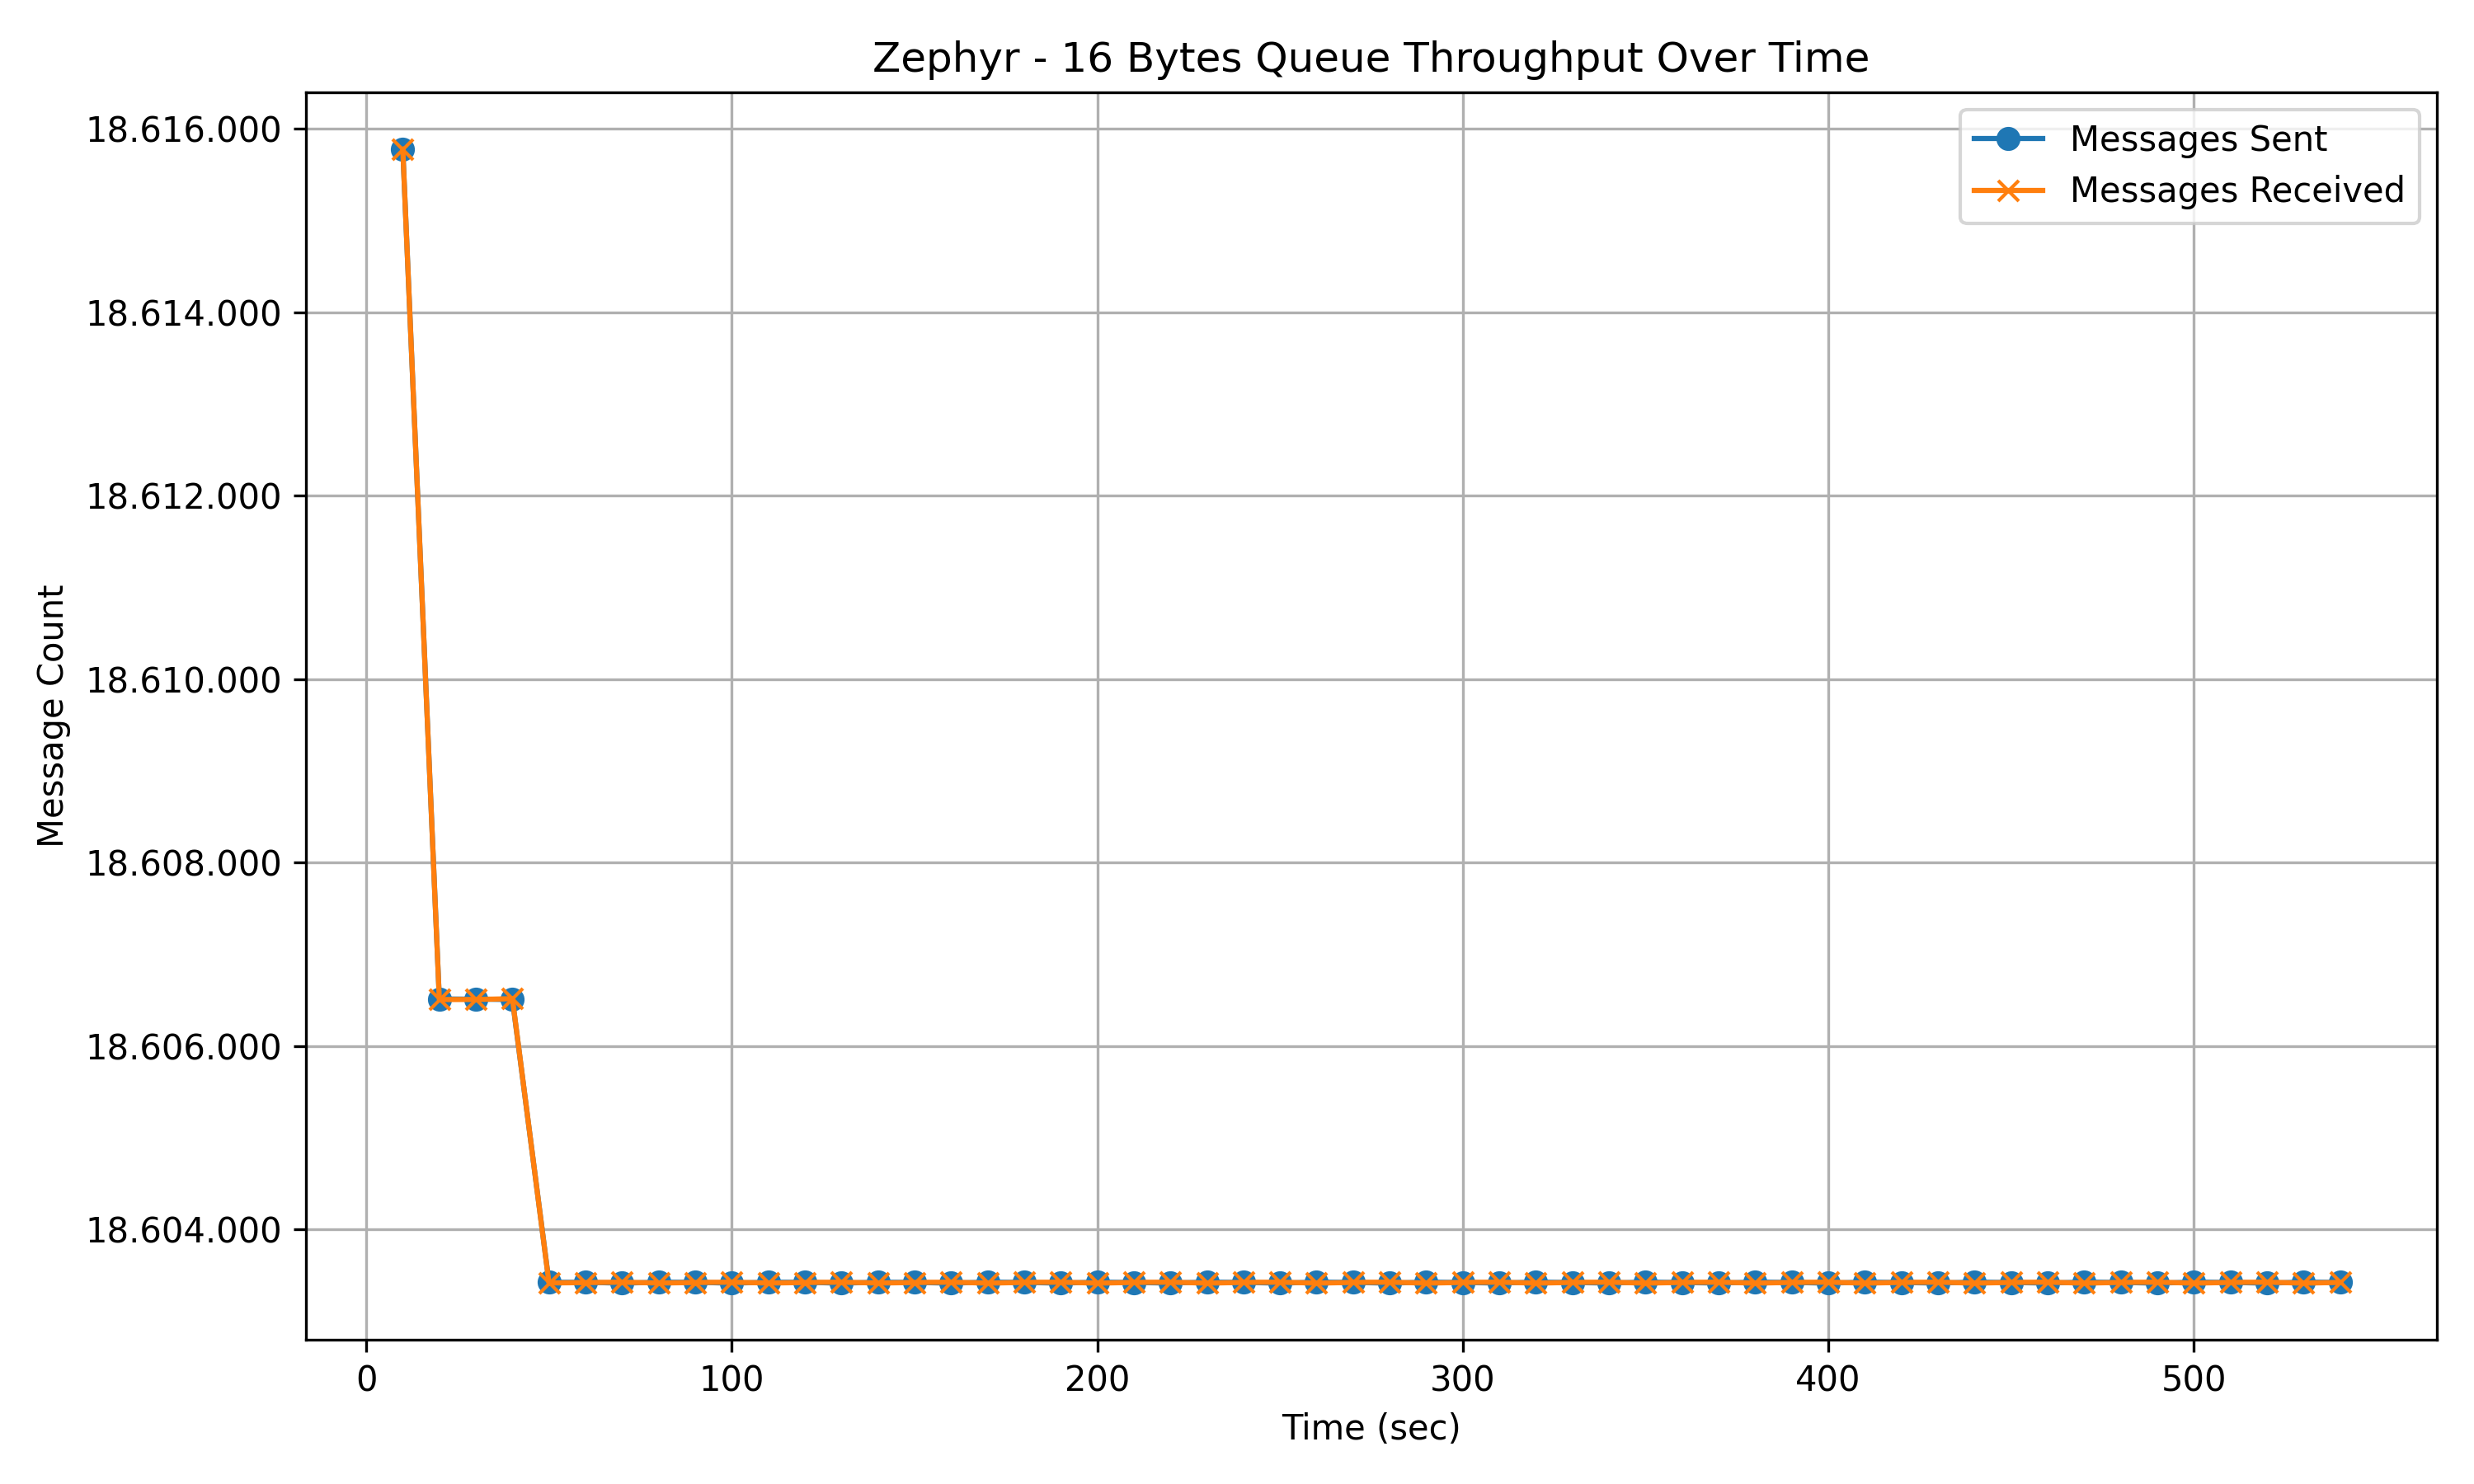 Zephyr - 16 Bytes Queue Throughput Over Time
Messages Sent
Messages Received
Message Count
18.616.000
18.614.000
18.612.000
18.610.000
18.608.000
18.606.000
18.604.000
0 100 200 300 400 500
Time (sec)